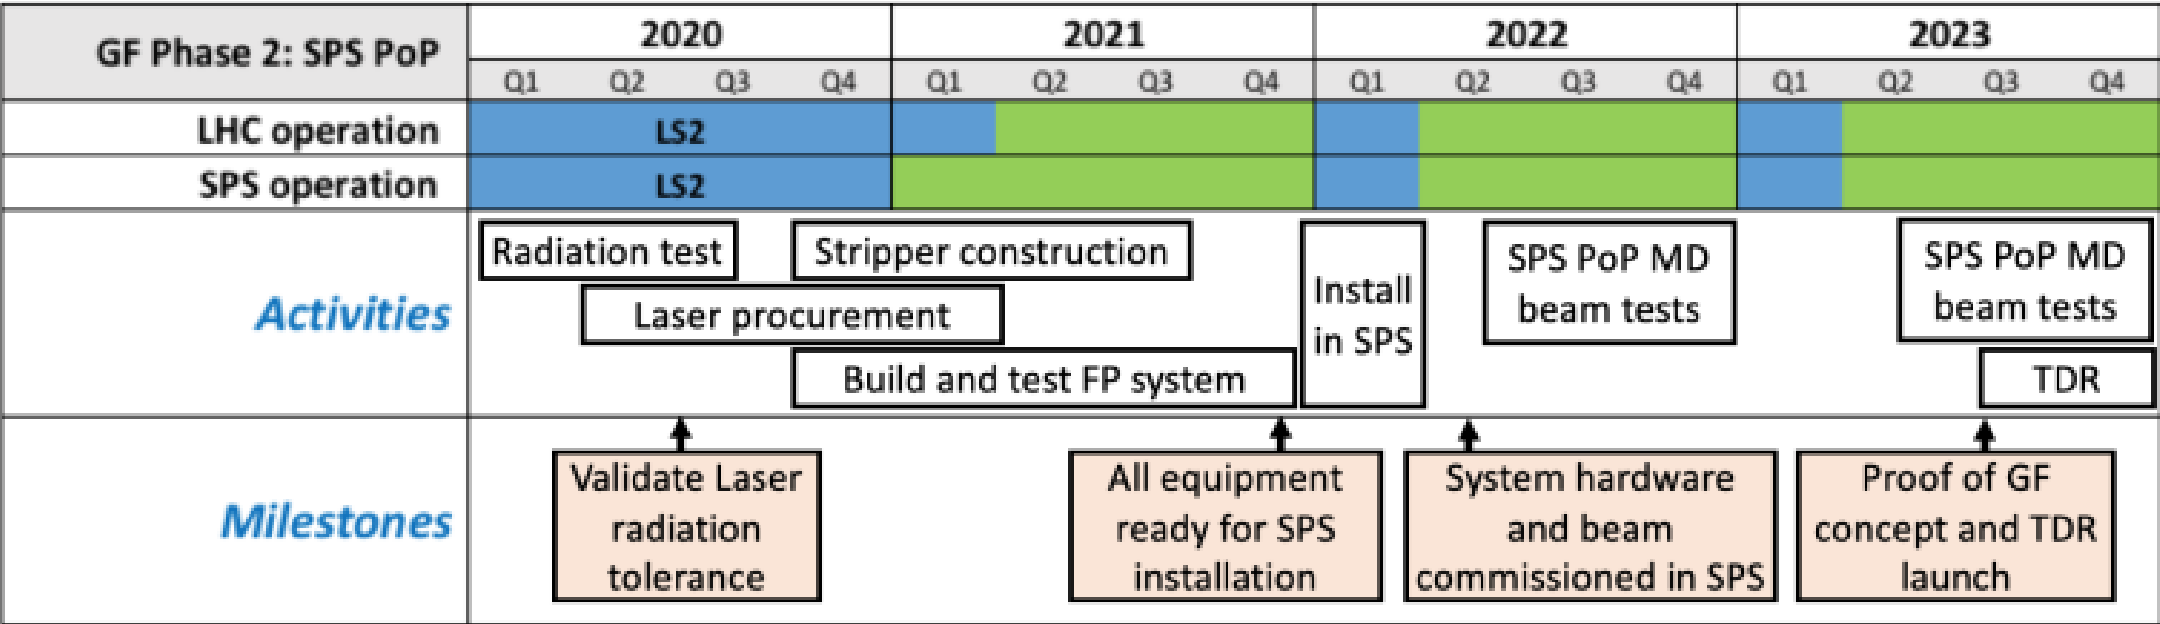 GF Phase 2: SPS PoP
2020 2021 2022 2023
Q1 Q2 Q3 Q4 Q1 Q2 Q3 Q4 Q1 Q2 Q3 Q4 Q1 Q2 Q3 Q4
LHC operation
LS2
SPS operation
LS2
Activities
Radiation test
Stripper construction
Laser procurement
Build and test FP system
Install
in SPS
SPS PoP MD
beam tests
SPS PoP MD
beam tests
TDR
Milestones
Validate Laser
radiation
tolerance
All equipment
ready for SPS
installation
System hardware
and beam
commissioned in SPS
Proof of GF
concept and TDR
launch